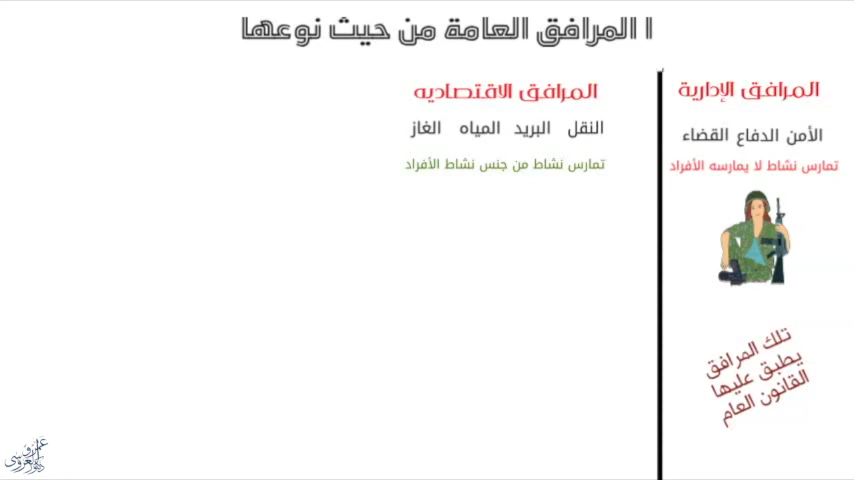 ا المرافق العامة من حيث نوعها
المرافق الإدارية
الأمن الدفاع القضاء
تمارس نشاط لا يمارسه الأفراد
تلك المرافق
يطبق عليها
القانون العام
المرافق الاقتصاديه
النقل البريد المياه الغاز
تمارس نشاط من جنس نشاط الأفراد